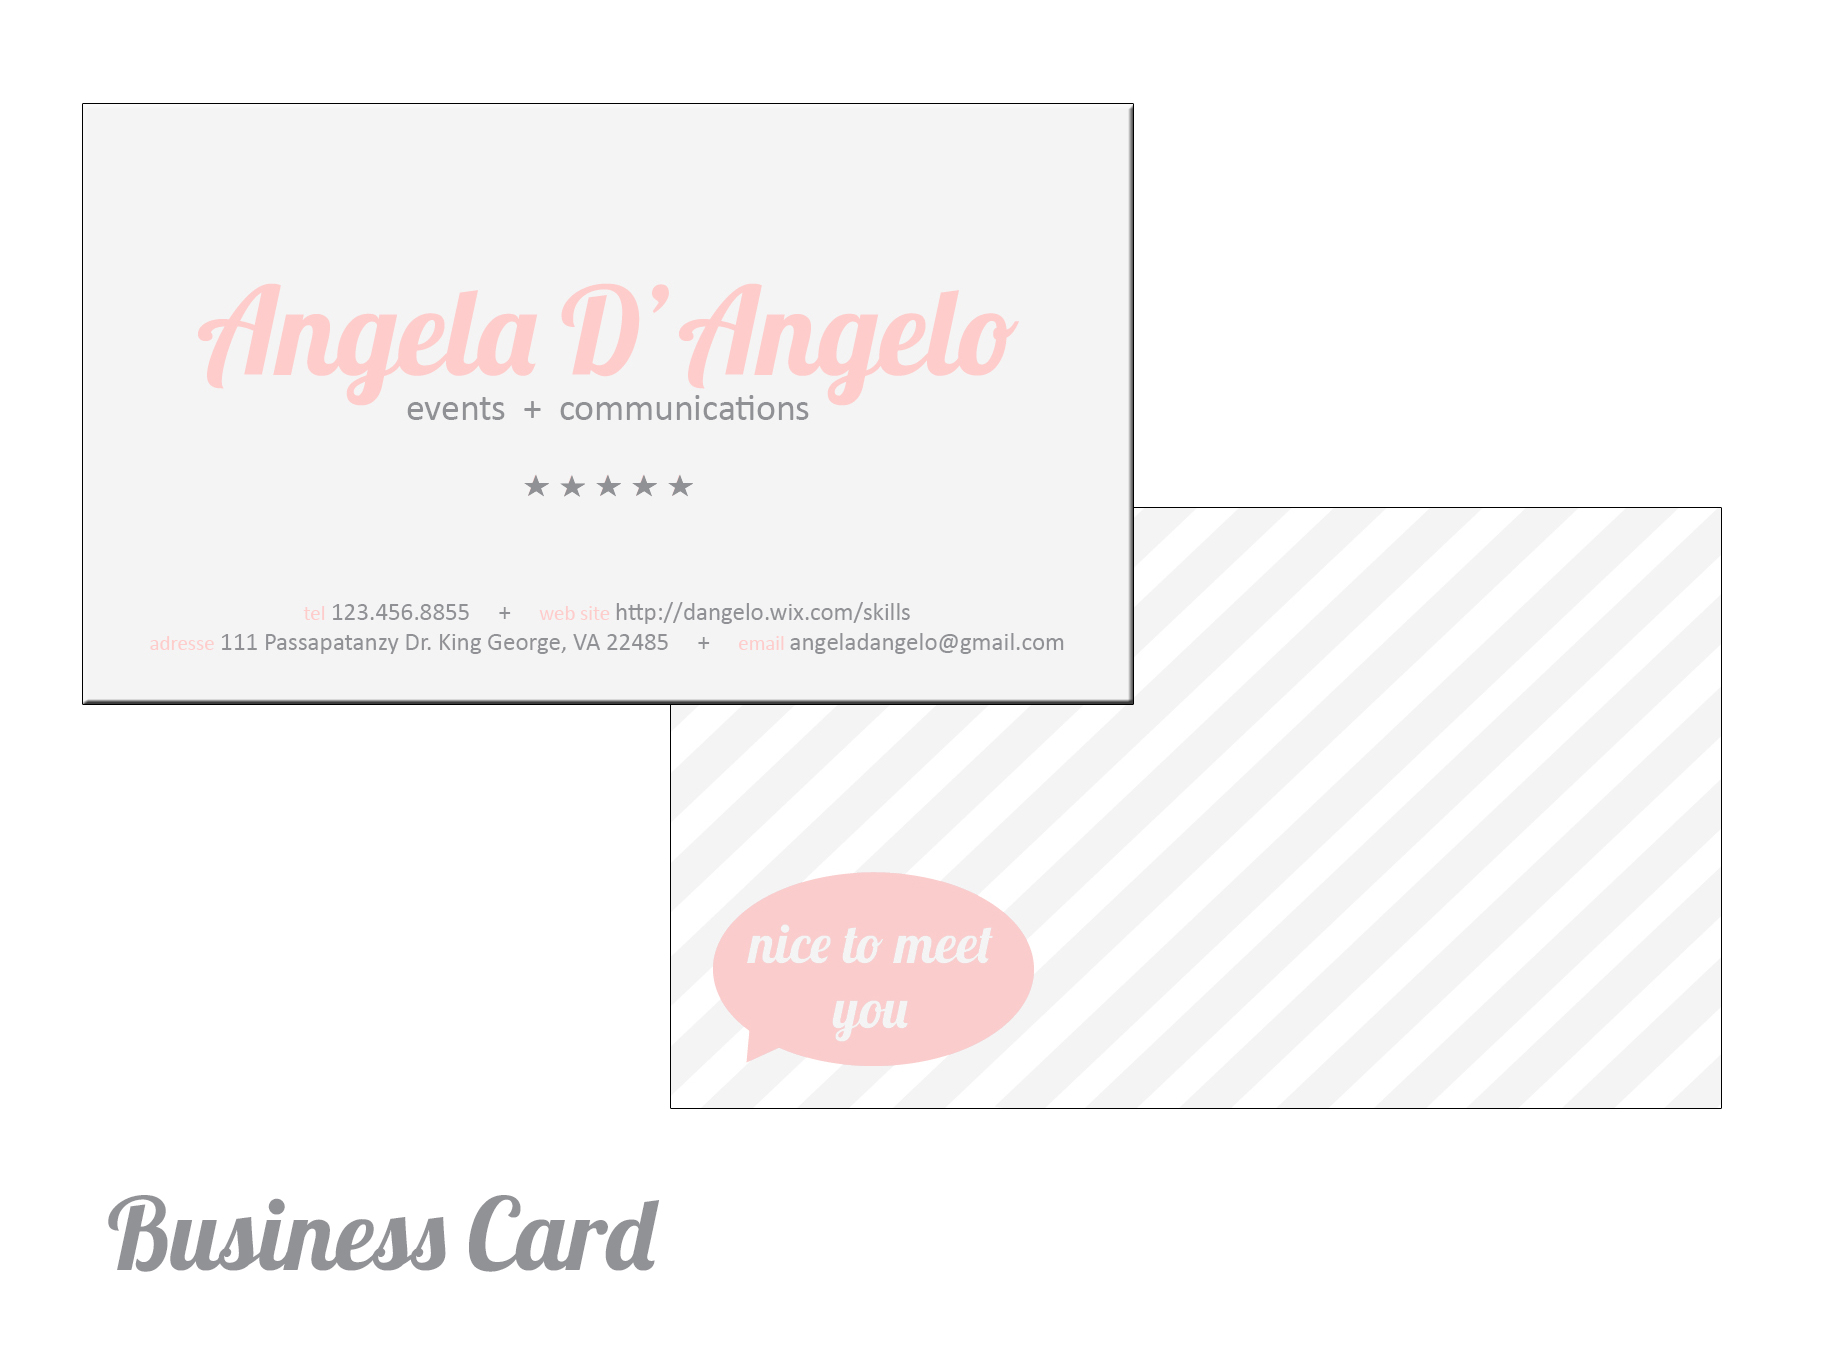 Angela D’Angelo
events + communications
★ ★ ★ ★ ★
tel 123.456.8855 + web site http://dangelo.wix.com/skills
adresse 111 Passapatanzy Dr. King George, VA 22485 + email angeladangelo@gmail.com
nice to meet
you
Business Card